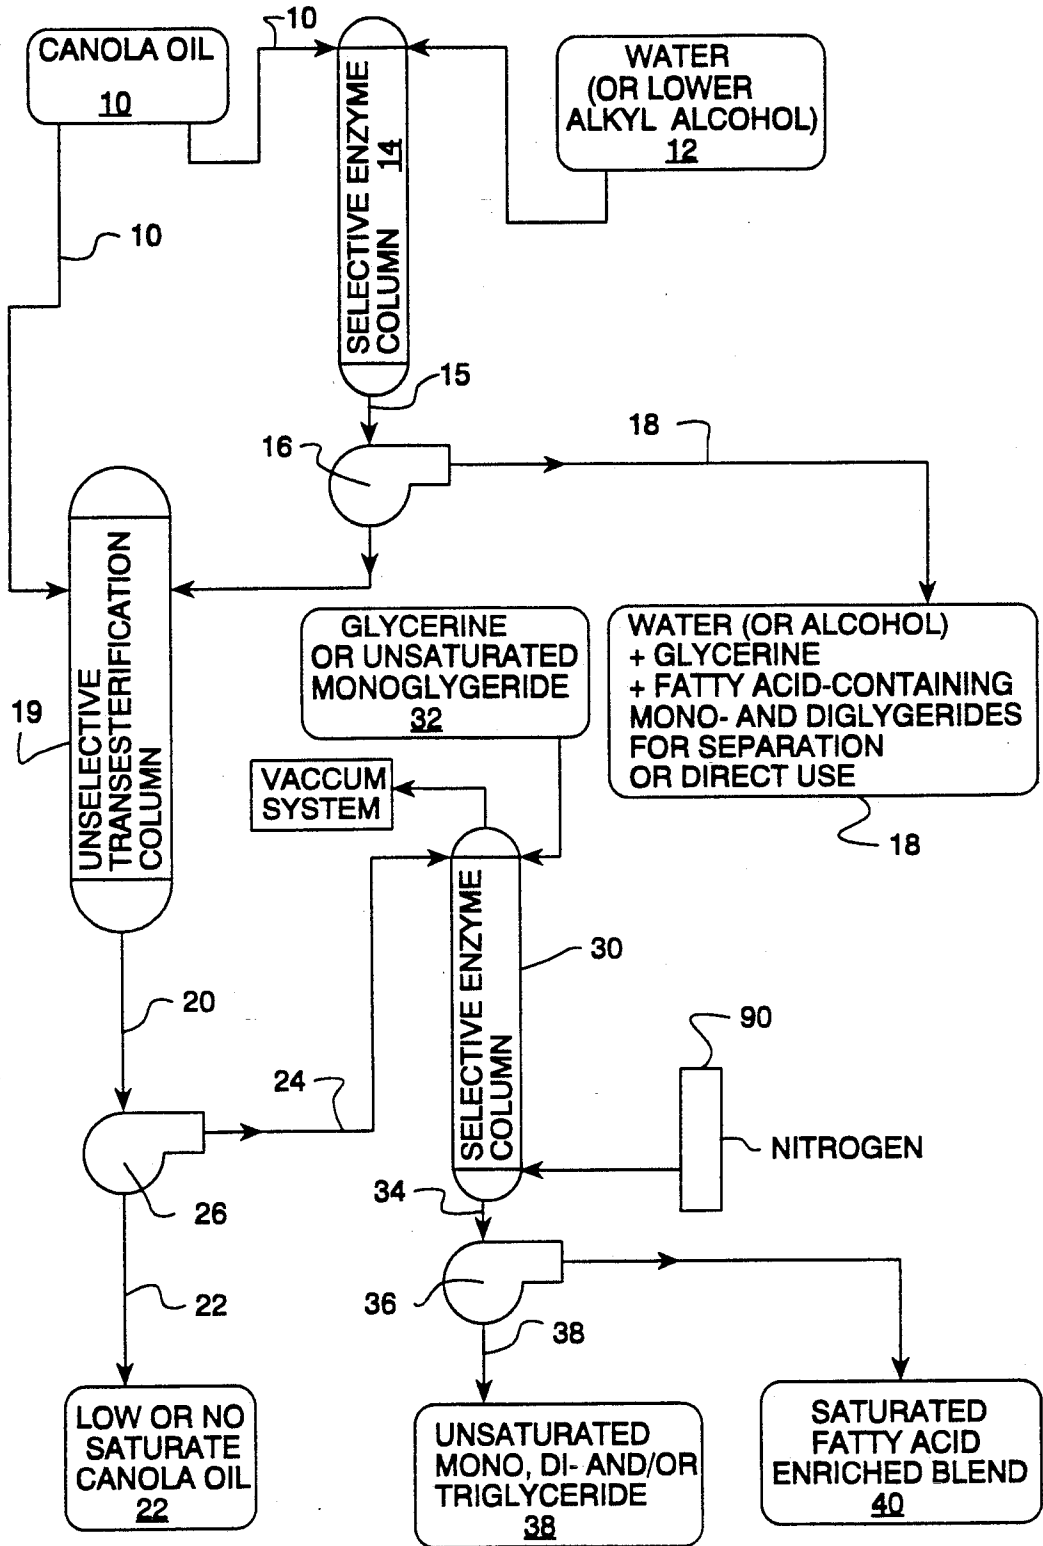 10
CANOLA OIL
10
WATER
(OR LOWER
ALKYL ALCOHOL)
12
SELECTIVE ENZYME
COLUMN
14
10
15
16
18
UNSELECTIVE
TRANSESTERIFICATION
COLUMN
19
GLYCERINE
OR UNSATURATED
MONOGLYGERIDE
32
WATER (OR ALCOHOL)
+ GLYCERINE
+ FATTY ACID-CONTAINING
MONO- AND DIGLYGERIDES
FOR SEPARATION
OR DIRECT USE
18
VACCUM
SYSTEM
SELECTIVE ENZYME
COLUMN
30
20
90
24
NITROGEN
26
34
22
36
38
LOW OR NO
SATURATE
CANOLA OIL
22
UNSATURATED
MONO, DI- AND/OR
TRIGLYCERIDE
38
SATURATED
FATTY ACID
ENRICHED BLEND
40